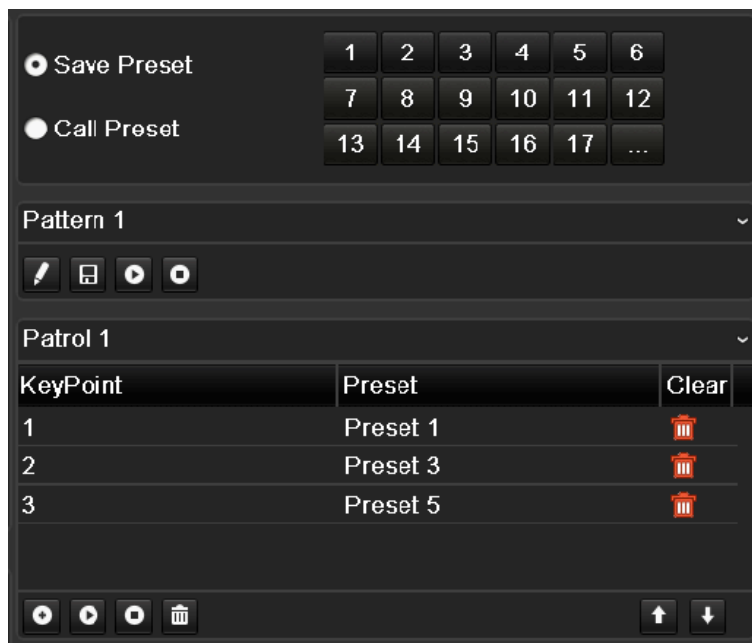 Save Preset
Call Preset
1 2 3 4 5 6
7 8 9 10 11 12
13 14 15 16 17 ...
Pattern 1
Patrol 1
KeyPoint Preset Clear
1 Preset 1
2 Preset 3
3 Preset 5